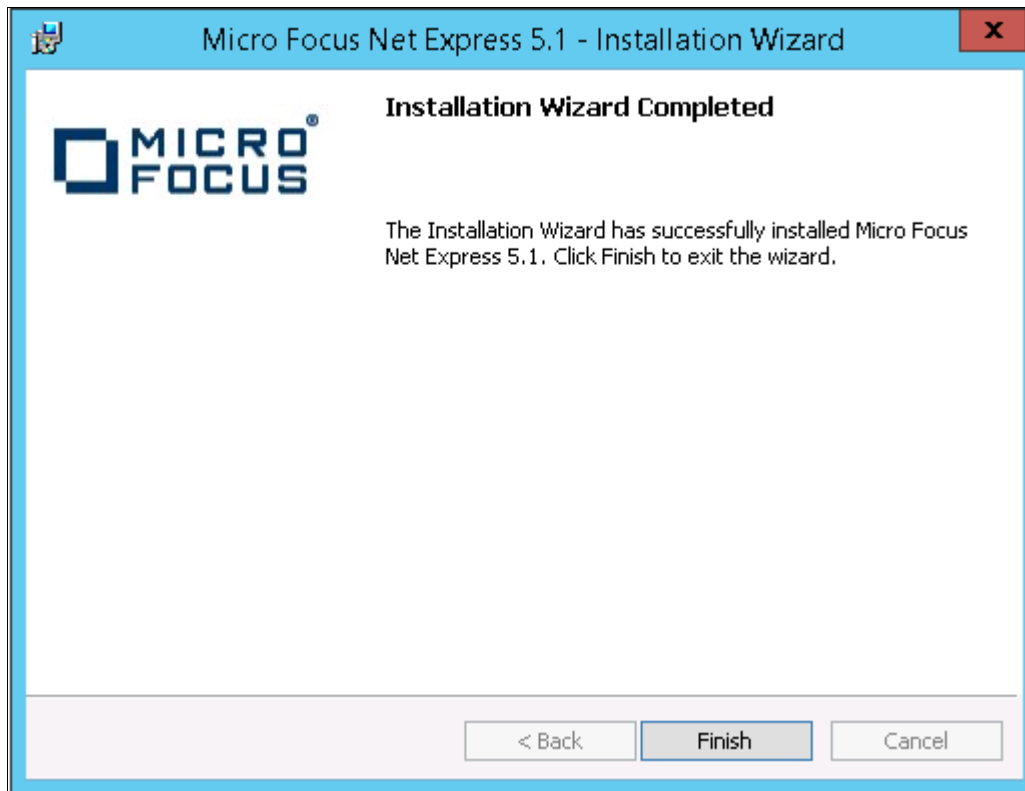 Micro Focus Net Express 5.1 - Installation Wizard
x
MICRO
FOCUS®
Installation Wizard Completed
The Installation Wizard has successfully installed Micro Focus
Net Express 5.1. Click Finish to exit the wizard.
< Back
Finish
Cancel